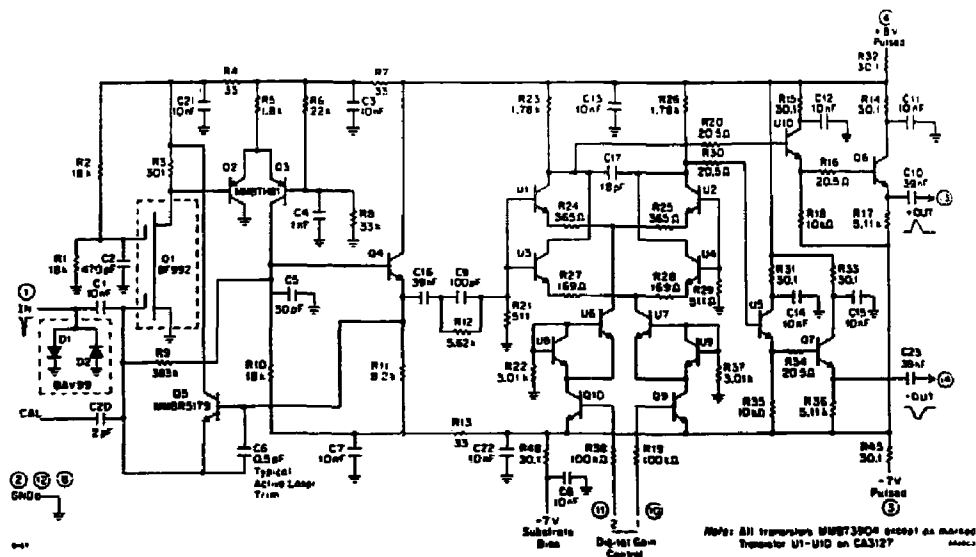 4
+8V
Pulsed
R32
30.1
R4
33
R7
33
C21
10nF
R5
1.8k
R6
22k
C3
10nF
R23
1.78k
C13
10nF
R26
1.78k
R20
20.5Ω
R30
20.5Ω
R15
30.1
C12
10nF
R14
30.1
C11
10nF
U10
R2
18k
R3
301
Q2
Q3
MMBTH81
C17
18pF
R16
20.5Ω
Q6
C10
39nF
U1
U2
R24
365Ω
R25
365Ω
R18
10kΩ
R17
5.11k
+OUT
R1
18k
C2
470pF
C1
10nF
Q1
BF992
C4
1nF
R8
33k
Q4
C16
39nF
C9
100pF
U3
U4
R27
169Ω
R28
169Ω
R29
511Ω
R31
30.1
R33
30.1
1
IN
C5
30pF
R12
5.62k
R21
511
U6
U7
U5
C14
10nF
C15
10nF
D1
D2
BAV99
R9
383k
R10
18k
R11
8.2k
U8
U9
R22
3.01k
R37
3.01k
Q7
R34
20.5Ω
C23
39nF
Q5
MMBR5179
Q10
Q9
R35
10kΩ
R36
5.11k
-OUT
CAL
C20
2pF
C6
0.5pF
Typical
Active Laser
Trim
C7
10nF
R13
33
C22
10nF
R48
30.1
R38
100kΩ
R19
100kΩ
C8
10nF
-7V
Substrate
Bias
11
10
2
1
Digital Gain
Control
30.1
-7V
Pulsed
2 12
GND
Note: All transistors MMBT3904 except as marked
Transistor U1-U10 on CA3127